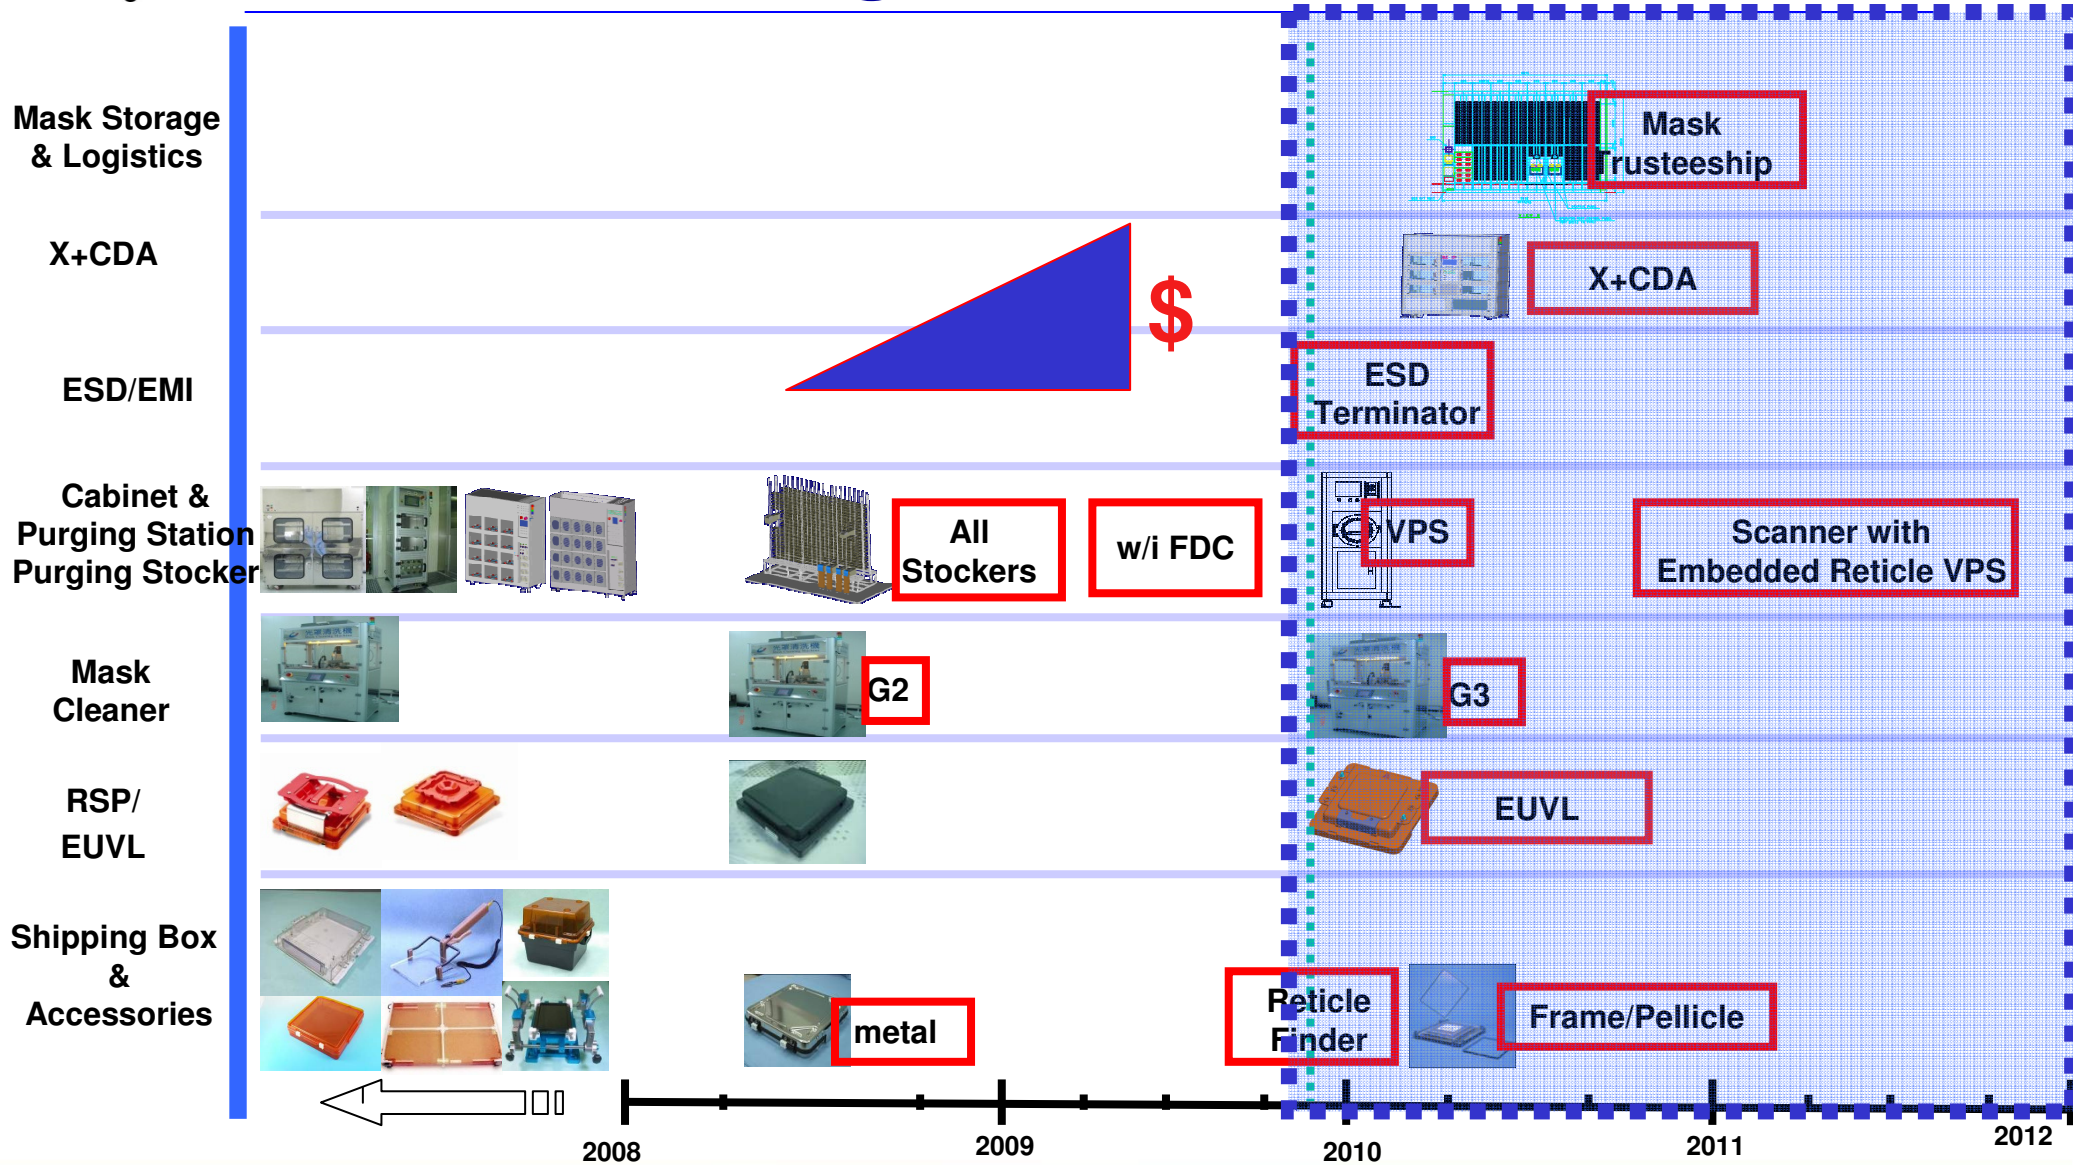 Mask Storage
& Logistics
Mask
Trusteeship
X+CDA
X+CDA
$
ESD/EMI
ESD
Terminator
Cabinet &
Purging Station
Purging Stocker
All
Stockers
w/i FDC
VPS
Scanner with
Embedded Reticle VPS
Mask
Cleaner
G2
G3
RSP/
EUVL
EUVL
Shipping Box
&
Accessories
metal
Reticle
Finder
Frame/Pellicle
2008
2009
2010
2011
2012